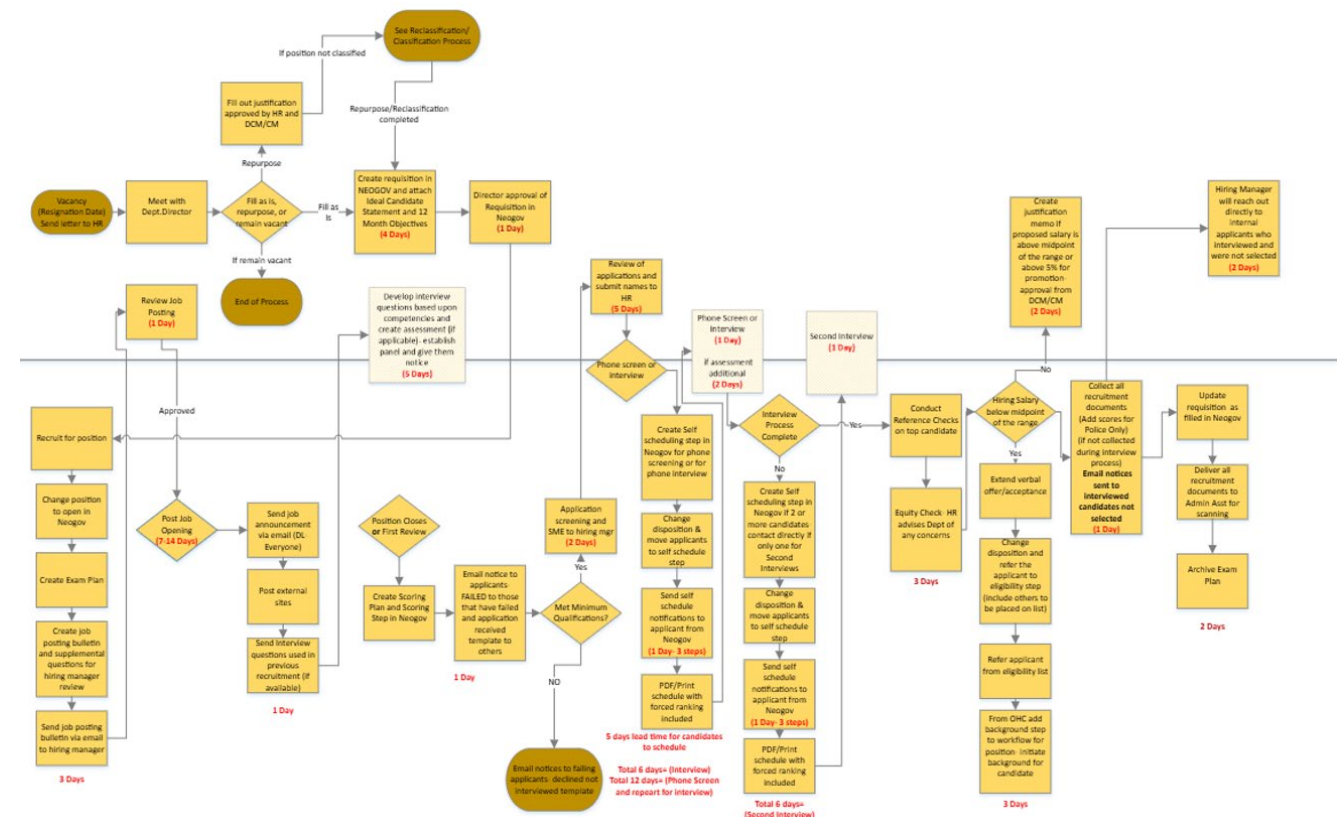 See Reclassification/
Classification Process
If position not classified
Fill out justification
approved by HR and
DCM/CM
Repurpose/Reclassification
completed
Repurpose
Vacancy
(Resignation Date)
Send letter to HR
Meet with
Dept.Director
Fill as is,
repurpose, or
remain vacant
Fill as
Is
Create requisition in
NEOGOV and attach
Ideal Candidate
Statement and 12
Month Objectives
(4 Days)
Director approval of
Requisition in
Neogov
(1 Day)
If remain vacant
End of Process
Review Job
Posting
(1 Day)
Develop interview
questions based upon
competencies and
create assessment (if
applicable)- establish
panel and give them
notice
(5 Days)
Review of
applications and
submit names to
HR
(5 Days)
Phone screen or
interview
Phone Screen or
Interview
(1 Day)
if assessment
additional
(2 Days)
Second Interview
(1 Day)
Create
justification
memo if
proposed salary is
above midpoint
of the range or
above 5% for
promotion-
approval from
DCM/CM
(2 Days)
Hiring Manager
will reach out
directly to
internal
applicants who
interviewed and
were not selected
(2 Days)
No
Approved
Recruit for position
Change position
to open in
Neogov
Create Exam Plan
Create job
posting bulletin
and supplemental
questions for
hiring manager
review
Send job posting
bulletin via email
to hiring manager
3 Days
Post Job
Opening
(7-14 Days)
Send job
announcement
via email (DL
Everyone)
Post external
sites
Send Interview
questions used in
previous
recruitment (if
available)
1 Day
Position Closes
or First Review
Create Scoring
Plan and Scoring
Step in Neogov
Email notice to
applicants-
FAILED to those
that have failed
and application
received
template to
others
1 Day
Application
screening and
SME to hiring mgr
(2 Days)
Yes
Met Minimum
Qualifications?
NO
Email notices to failing
applicants- declined not
interviewed template
Create Self
scheduling step in
Neogov for phone
screening or for
phone interview
Change
disposition &
move applicants
to self schedule
step
Send self
schedule
notifications to
applicant from
Neogov
(1 Day- 3 steps)
PDF/Print
schedule with
forced ranking
included
5 days lead time for candidates
to schedule
Total 6 days= (Interview)
Total 12 days= (Phone Screen
and repeart for interview)
Interview
Process
Complete
Yes
No
Create Self
scheduling step in
Neogov if 2 or
more candidates-
contact directly if
only one for
Second
Interviews
Change
disposition &
move applicants
to self schedule
step
Send self
schedule
notifications to
applicant from
Neogov
(1 Day- 3 steps)
PDF/Print
schedule with
forced ranking
included
Total 6 days=
(Second Interview)
Conduct
Reference Checks
on top candidate
Equity Check- HR
advises Dept of
any concerns
3 Days
Hiring Salary
below midpoint
of the range
Yes
Extend verbal
offer/acceptance
Change
disposition and
refer the
applicant to
eligibility step
(include others to
be placed on list)
Refer applicant
from eligibility list
From OHC add
background step
to workflow for
position- initiate
background for
candidate
3 Days
Collect all
recruitment
documents
(Add scores for
Police Only)
(if not collected
during interview
process)
Email notices
sent to
interviewed
candidates not
selected
(1 Day)
Update
requisition as
filled in Neogov
Deliver all
recruitment
documents to
Admin Asst for
scanning
Archive Exam
Plan
2 Days